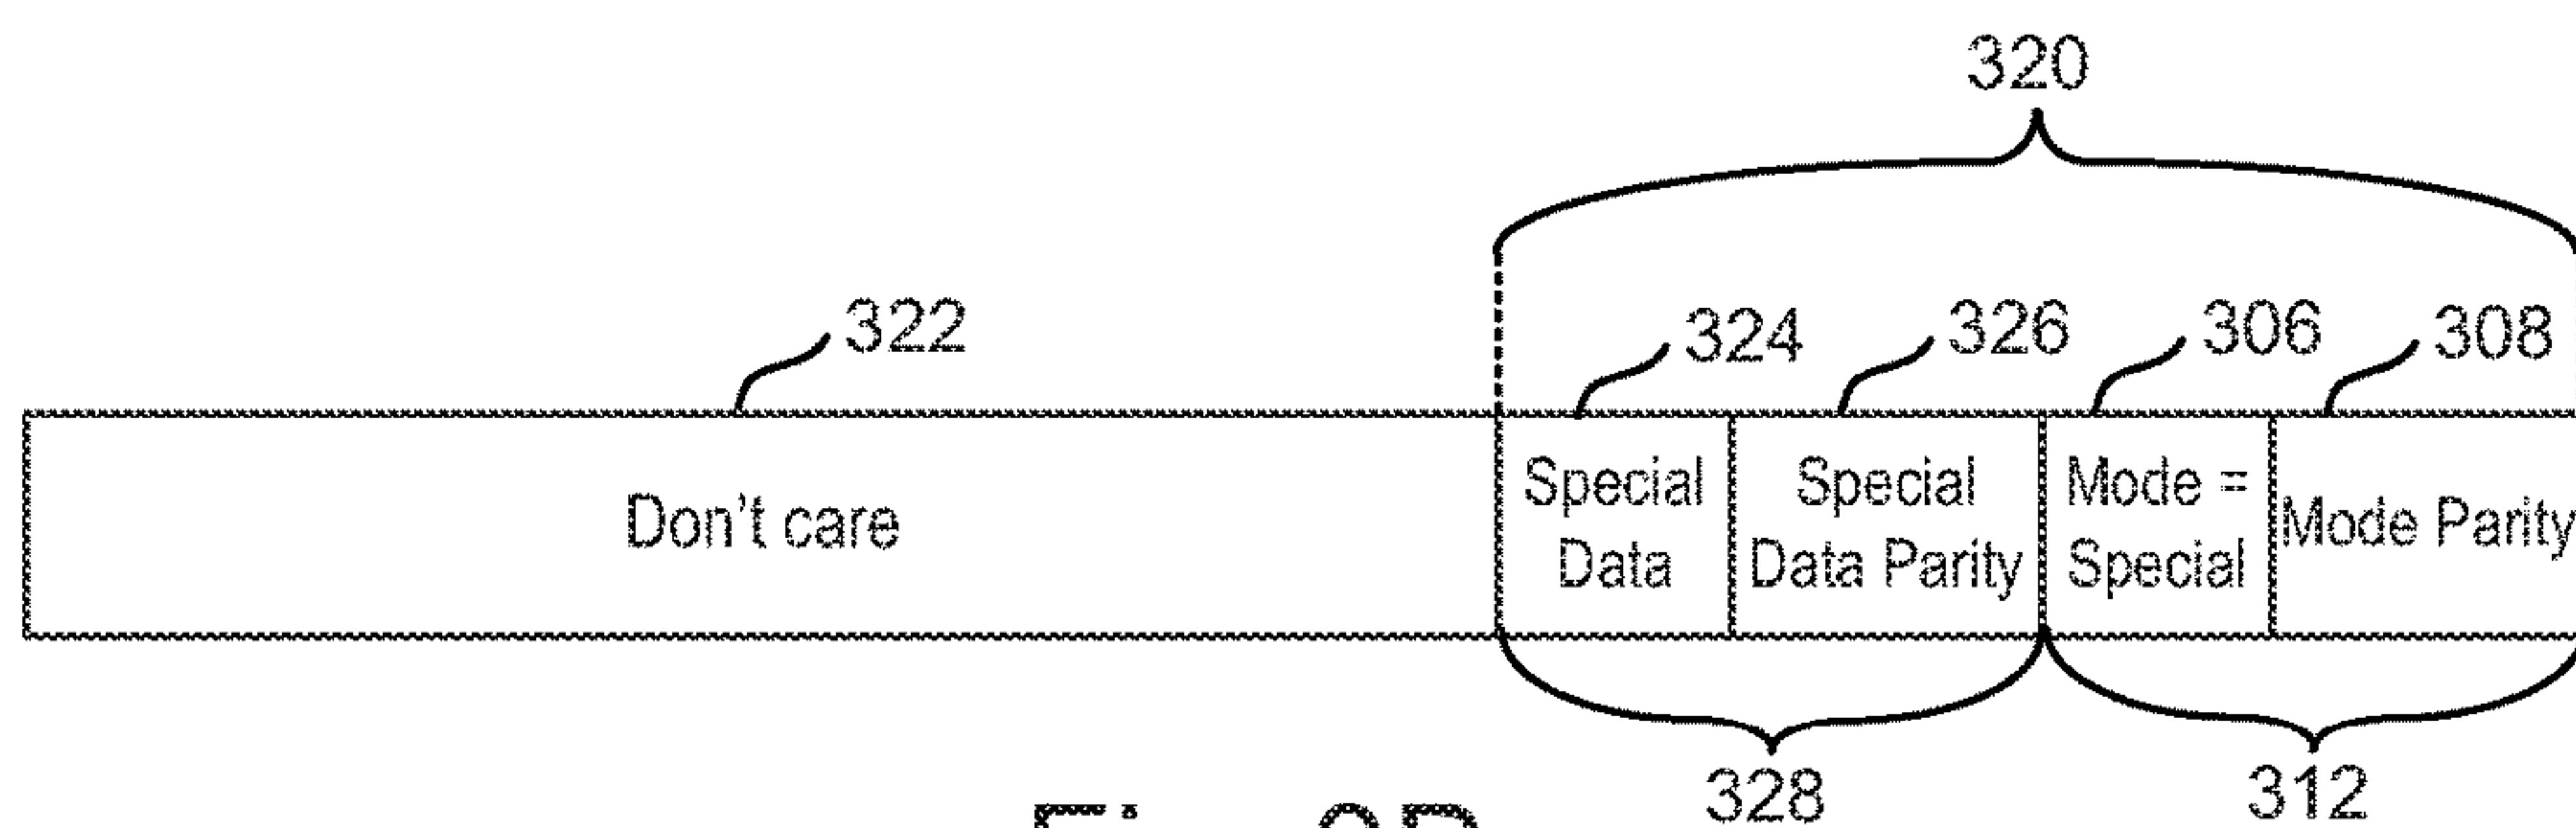 320
322
324
326
306
308
Don't care
Special
Data
Special
Data Parity
Mode =
Special
Mode Parity
328
312